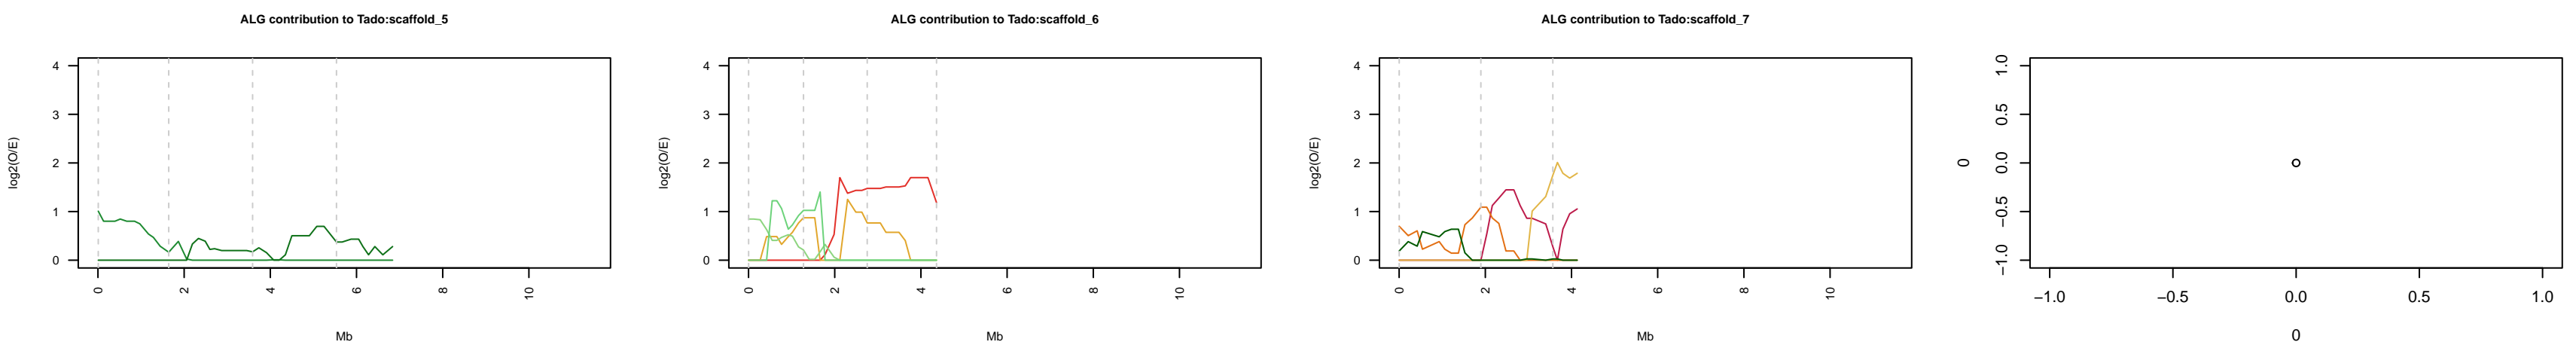 ALG contribution to Tado:scaffold_5
4
3
2
1
0
log2(O/E)
0 2 4 6 8 10
Mb
ALG contribution to Tado:scaffold_6
4
3
2
1
0
log2(O/E)
0 2 4 6 8 10
Mb
ALG contribution to Tado:scaffold_7
4
3
2
1
0
log2(O/E)
0 2 4 6 8 10
Mb
1.0
0.5
0.0
−0.5
−1.0
0
−1.0 −0.5 0.0 0.5 1.0
0